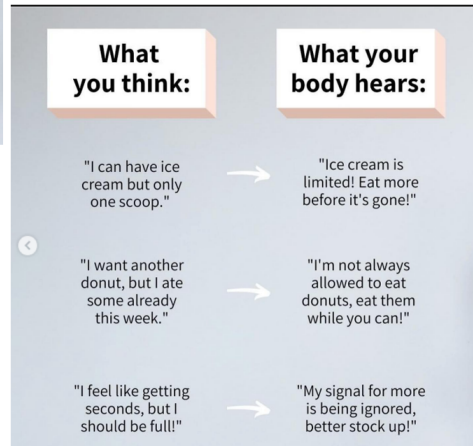 What
you think:
What your
body hears:
"I can have ice
cream but only
one scoop."
"Ice cream is
limited! Eat more
before it's gone!"
"I want another
donut, but I ate
some already
this week."
"I'm not always
allowed to eat
donuts, eat them
while you can!"
"I feel like getting
seconds, but I
should be full!"
"My signal for more
is being ignored,
better stock up!"